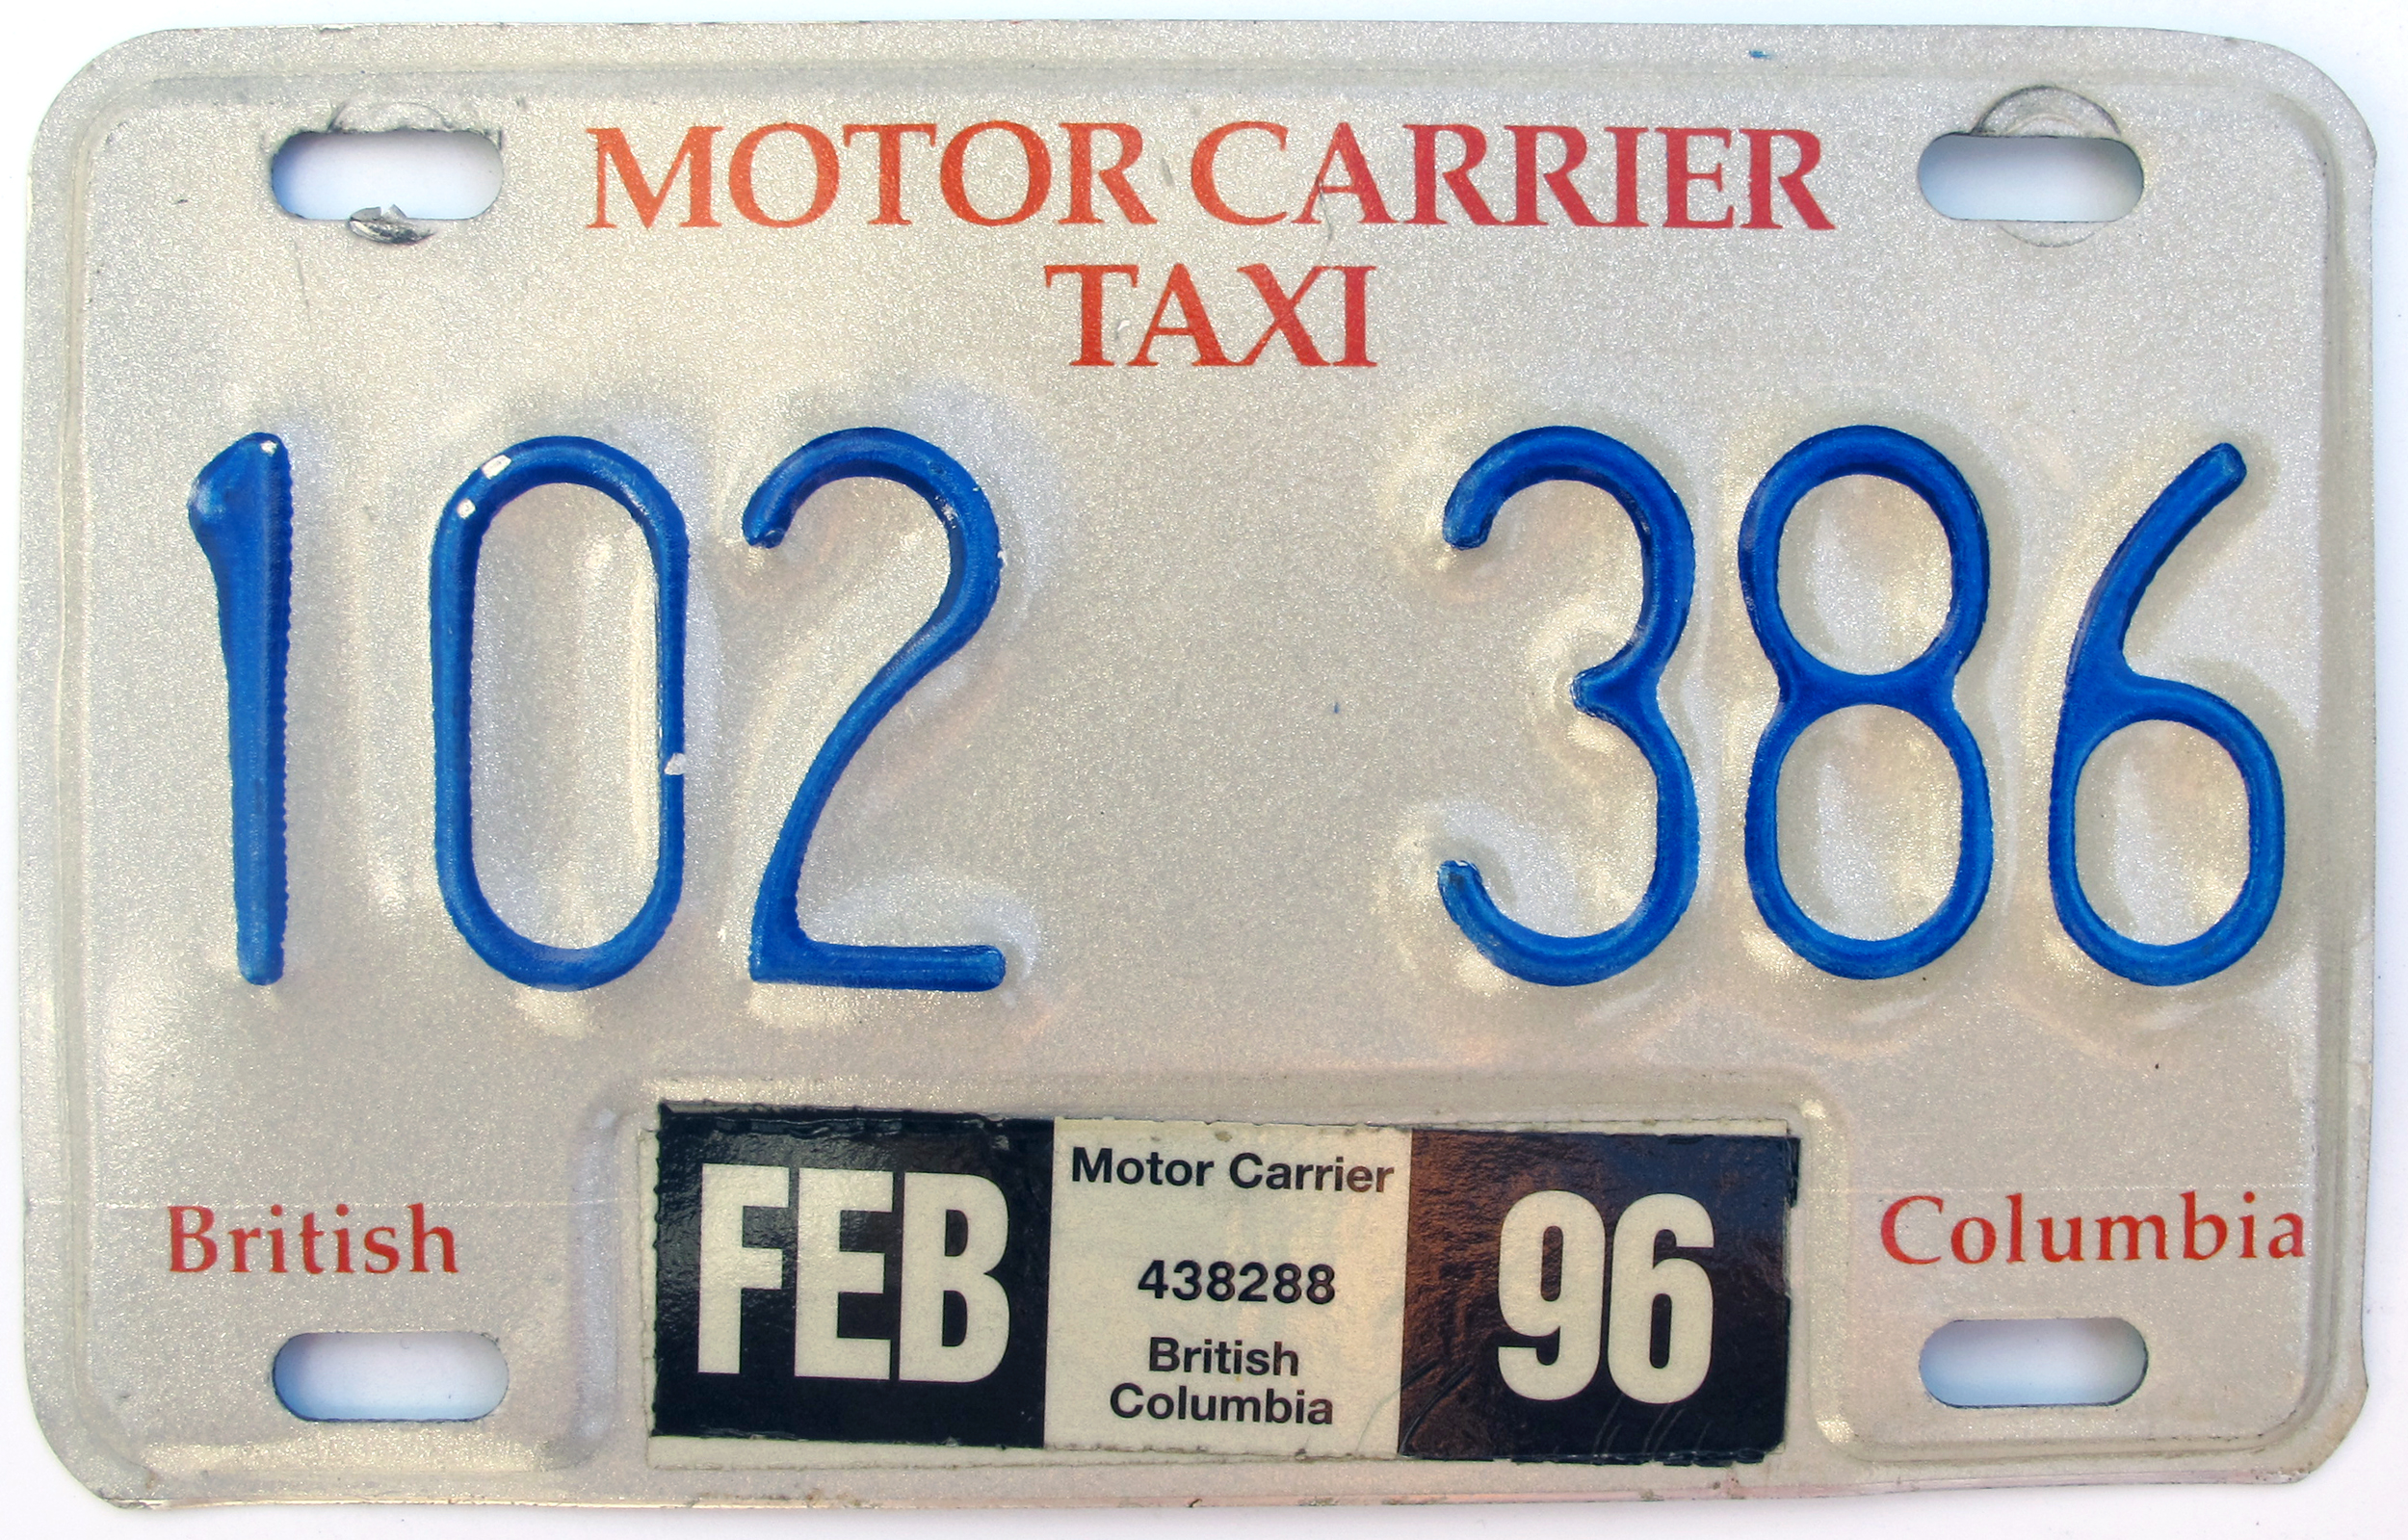 MOTOR CARRIER
TAXI
102 386
British
FEB
Motor Carrier
438288
British
Columbia
96
Columbia